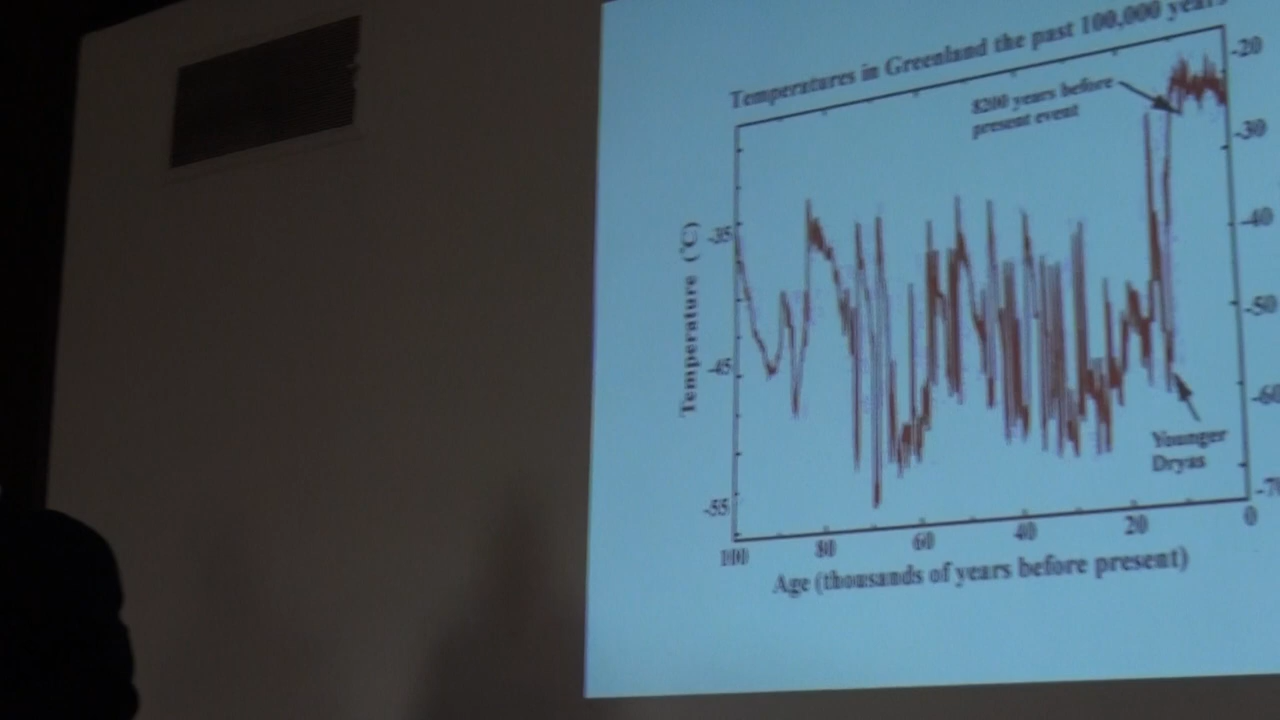 Temperatures in Greenland the past 100,000 years
-20
8200 years before
present event
-30
-35
-40
Temperature (°C)
-50
-45
-60
Younger
Dryas
-55
100
80
60
40
20
0
Age (thousands of years before present)